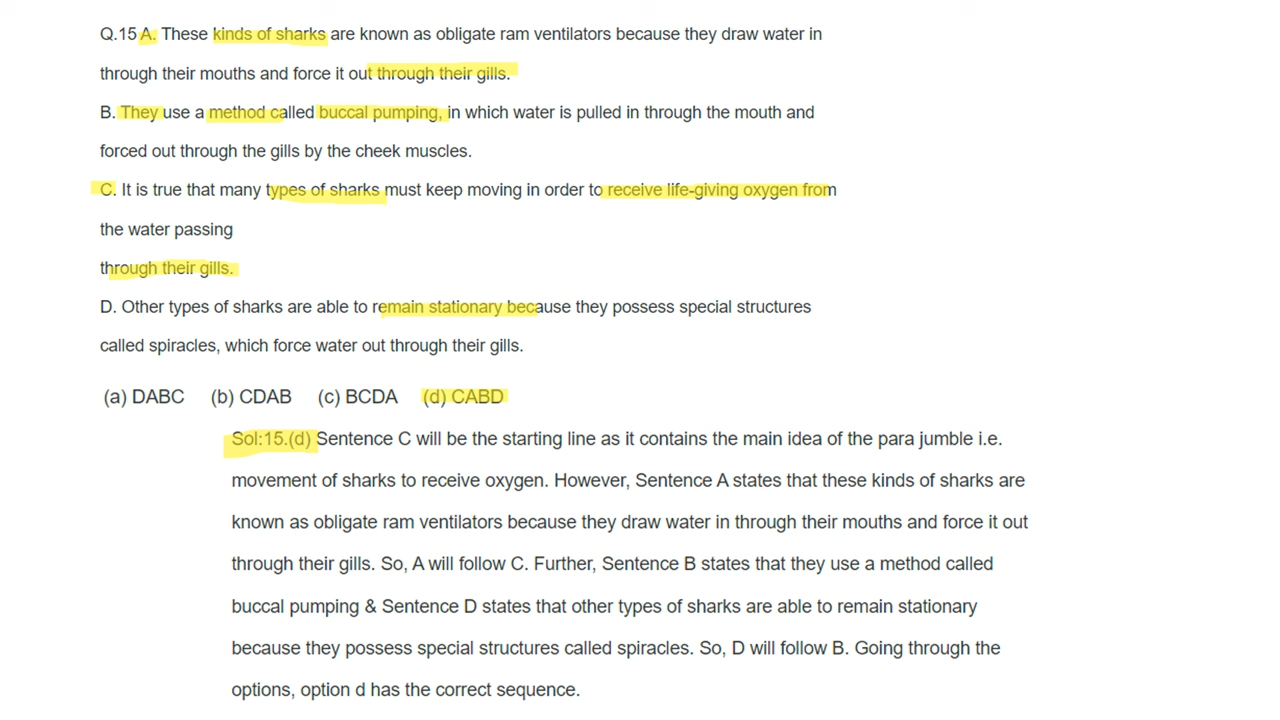 Q.15 A. These kinds of sharks are known as obligate ram ventilators because they draw water in
through their mouths and force it out through their gills.
B. They use a method called buccal pumping, in which water is pulled in through the mouth and
forced out through the gills by the cheek muscles.
C. It is true that many types of sharks must keep moving in order to receive life-giving oxygen from
the water passing
through their gills.
D. Other types of sharks are able to remain stationary because they possess special structures
called spiracles, which force water out through their gills.
(a) DABC (b) CDAB (c) BCDA (d) CABD
Sol:15.(d) Sentence C will be the starting line as it contains the main idea of the para jumble i.e.
movement of sharks to receive oxygen. However, Sentence A states that these kinds of sharks are
known as obligate ram ventilators because they draw water in through their mouths and force it out
through their gills. So, A will follow C. Further, Sentence B states that they use a method called
buccal pumping & Sentence D states that other types of sharks are able to remain stationary
because they possess special structures called spiracles. So, D will follow B. Going through the
options, option d has the correct sequence.